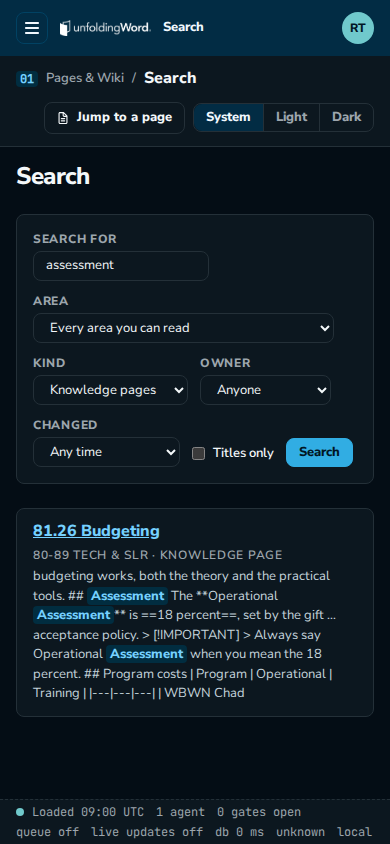 unfoldingWord. Search RT
01 Pages & Wiki / Search
Jump to a page System Light Dark
Search
SEARCH FOR
assessment
AREA
Every area you can read
KIND OWNER
Knowledge pages Anyone
CHANGED
Any time Titles only Search
81.26 Budgeting
80-89 TECH & SLR · KNOWLEDGE PAGE
budgeting works, both the theory and the practical
tools. ## Assessment The **Operational
Assessment** is ==18 percent==, set by the gift ...
acceptance policy. > [!IMPORTANT] > Always say
Operational Assessment when you mean the 18
percent. ## Program costs | Program | Operational |
Training | |---|---|---| | WBWN Chad
Loaded 09:00 UTC 1 agent 0 gates open
queue off live updates off db 0 ms unknown local